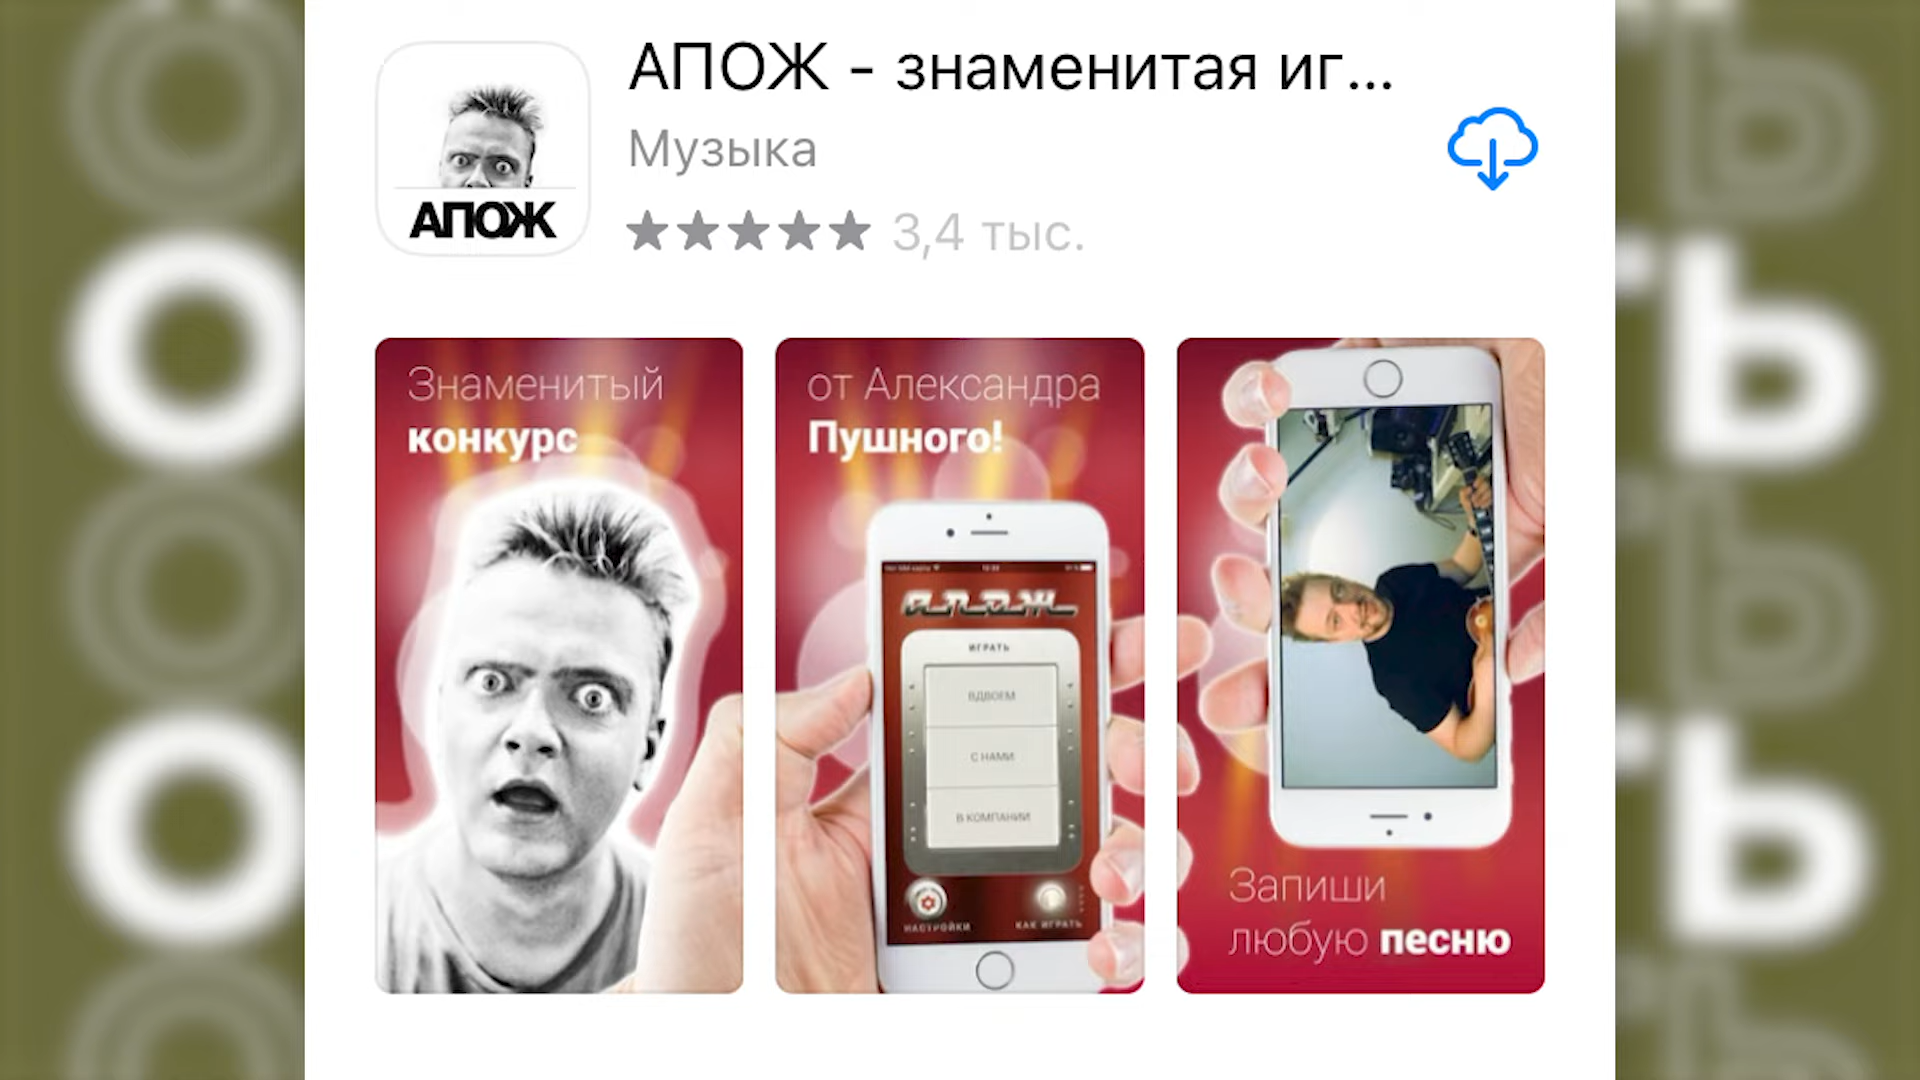 АПОЖ - знаменитая иг...
Музыка
3,4 тыс.
АПОЖ
Знаменитый
конкурс
от Александра
Пушного!
апож
ИГРАТЬ
ВДВОЕМ
С НАМИ
В КОМПАНИИ
НАСТРОЙКИ
КАК ИГРАТЬ
Запиши
любую песню